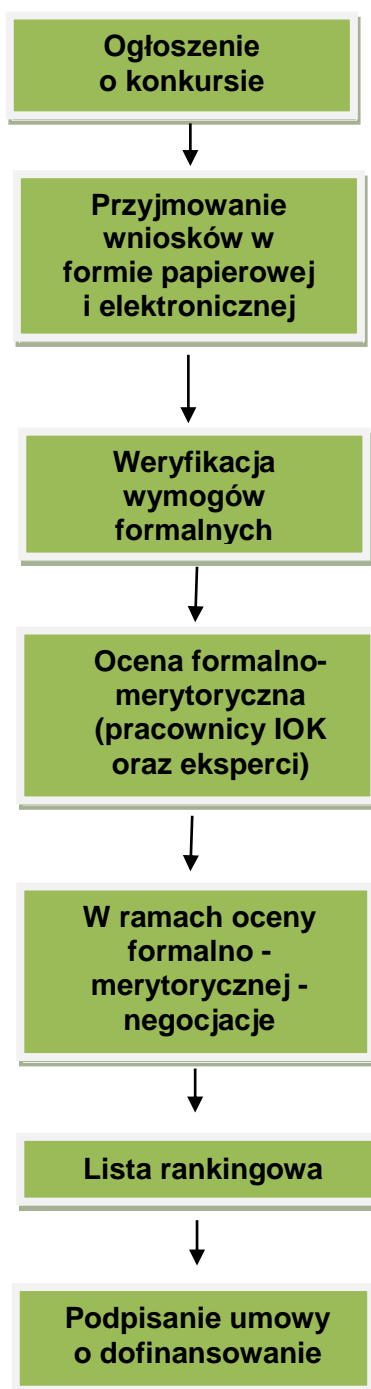 Ogłoszenie
o konkursie
Przyjmowanie
wniosków w
formie papierowej
i elektronicznej
Weryfikacja
wymogów
formalnych
Ocena formalno-
merytoryczna
(pracownicy IOK
oraz eksperci)
W ramach oceny
formalno -
merytorycznej -
negocjacje
Lista rankingowa
Podpisanie umowy
o dofinansowanie